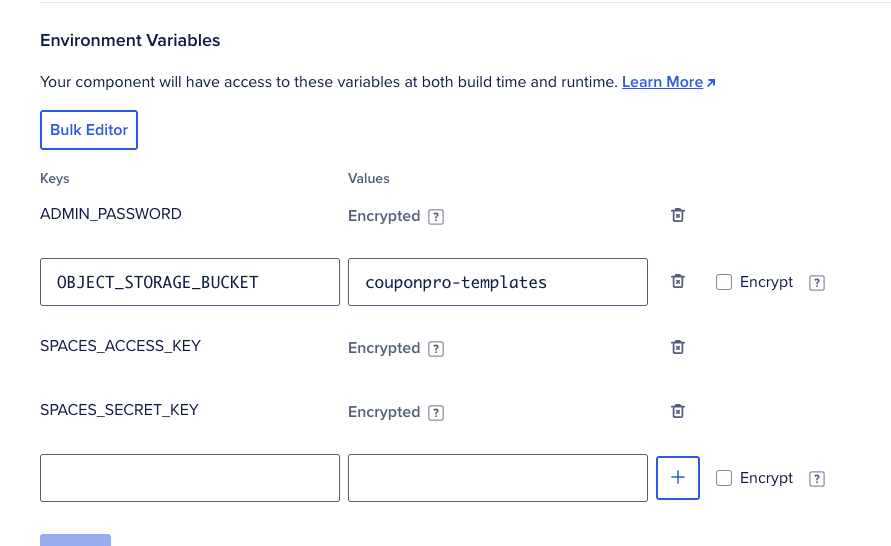 Environment Variables
Your component will have access to these variables at both build time and runtime. Learn More
Bulk Editor
Keys Values
ADMIN_PASSWORD Encrypted ?
OBJECT_STORAGE_BUCKET couponpro-templates Encrypt ?
SPACES_ACCESS_KEY Encrypted ?
SPACES_SECRET_KEY Encrypted ?
+ Encrypt ?